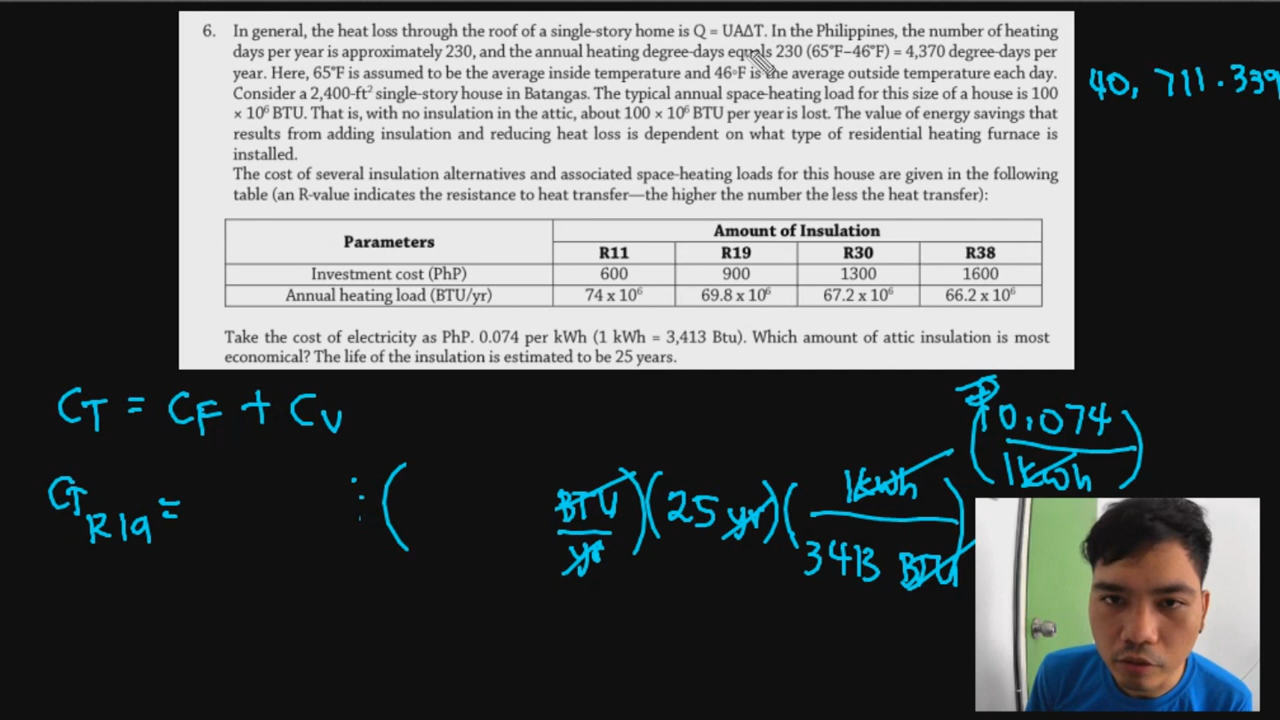 6. In general, the heat loss through the roof of a single-story home is Q = UAΔT. In the Philippines, the number of heating
days per year is approximately 230, and the annual heating degree-days equals 230 (65°F–46°F) = 4,370 degree-days per
year. Here, 65°F is assumed to be the average inside temperature and 46°F is the average outside temperature each day.
Consider a 2,400-ft² single-story house in Batangas. The typical annual space-heating load for this size of a house is 100
× 10⁶ BTU. That is, with no insulation in the attic, about 100 × 10⁶ BTU per year is lost. The value of energy savings that
results from adding insulation and reducing heat loss is dependent on what type of residential heating furnace is
installed.
The cost of several insulation alternatives and associated space-heating loads for this house are given in the following
table (an R-value indicates the resistance to heat transfer—the higher the number the less the heat transfer):
Parameters Amount of Insulation
R11 R19 R30 R38
Investment cost (PhP) 600 900 1300 1600
Annual heating load (BTU/yr) 74 x 10⁶ 69.8 x 10⁶ 67.2 x 10⁶ 66.2 x 10⁶
Take the cost of electricity as PhP. 0.074 per kWh (1 kWh = 3,413 Btu). Which amount of attic insulation is most
economical? The life of the insulation is estimated to be 25 years.
40, 711.339
CT = CF + CV
CT R19 = : ( BTU/yr)(25 yr)(1kWh/3413 BTU)(0.074/1kWh)